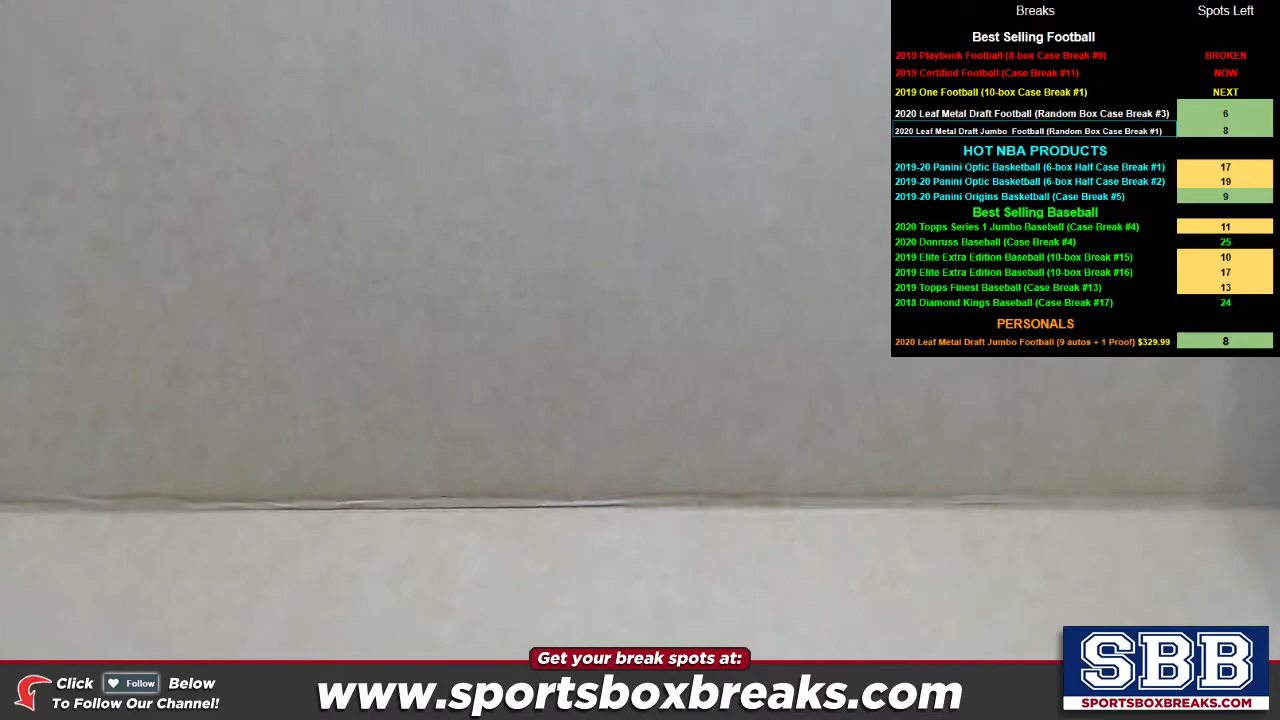 Breaks Spots Left
Best Selling Football
2019 Playbook Football (8-box Case Break #9) BROKEN
2019 Certified Football (Case Break #11) NOW
2019 One Football (10-box Case Break #1) NEXT
2020 Leaf Metal Draft Football (Random Box Case Break #3) 6
2020 Leaf Metal Draft Jumbo Football (Random Box Case Break #1) 8
HOT NBA PRODUCTS
2019-20 Panini Optic Basketball (6-box Half Case Break #1) 17
2019-20 Panini Optic Basketball (6-box Half Case Break #2) 19
2019-20 Panini Origins Basketball (Case Break #5) 9
Best Selling Baseball
2020 Topps Series 1 Jumbo Baseball (Case Break #4) 11
2020 Donruss Baseball (Case Break #4) 25
2019 Elite Extra Edition Baseball (10-box Break #15) 10
2019 Elite Extra Edition Baseball (10-box Break #16) 17
2019 Topps Finest Baseball (Case Break #13) 13
2018 Diamond Kings Baseball (Case Break #17) 24
PERSONALS
2020 Leaf Metal Draft Jumbo Football (9 autos + 1 Proof) $329.99 8
Get your break spots at:
Click Follow Below
To Follow Our Channel!
www.sportsboxbreaks.com
SBB
SPORTSBOXBREAKS.COM